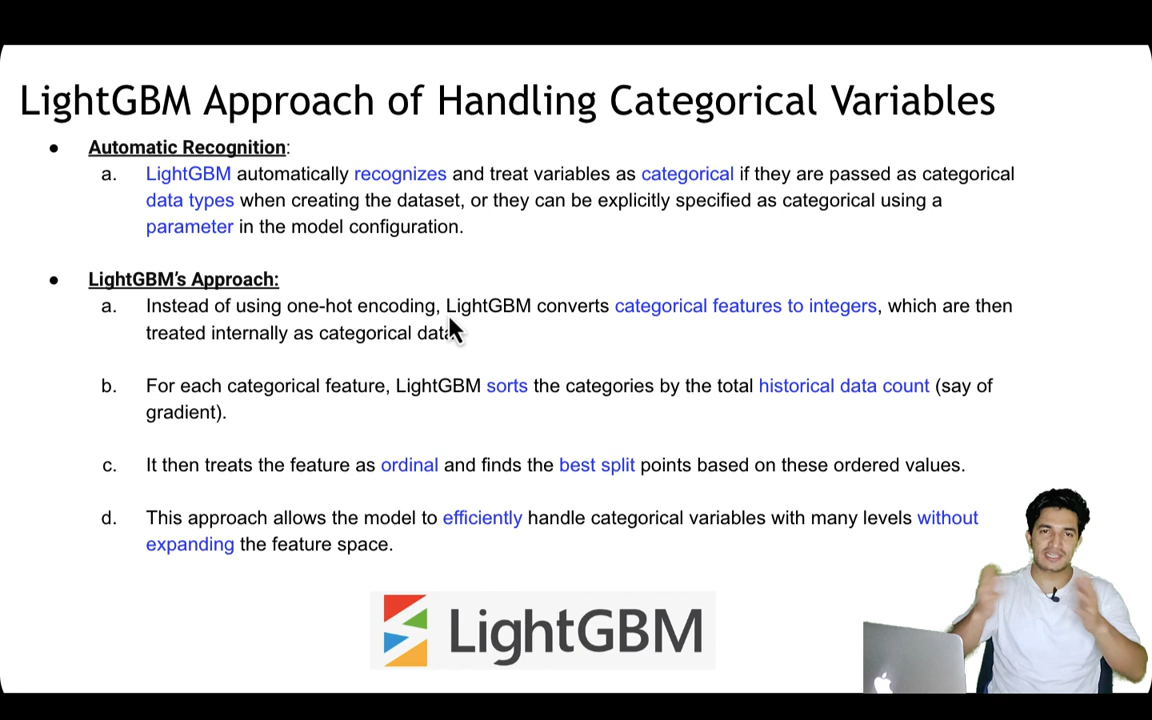 LightGBM Approach of Handling Categorical Variables
● Automatic Recognition:
a. LightGBM automatically recognizes and treat variables as categorical if they are passed as categorical
data types when creating the dataset, or they can be explicitly specified as categorical using a
parameter in the model configuration.
● LightGBM's Approach:
a. Instead of using one-hot encoding, LightGBM converts categorical features to integers, which are then
treated internally as categorical data
b. For each categorical feature, LightGBM sorts the categories by the total historical data count (say of
gradient).
c. It then treats the feature as ordinal and finds the best split points based on these ordered values.
d. This approach allows the model to efficiently handle categorical variables with many levels without
expanding the feature space.
LightGBM